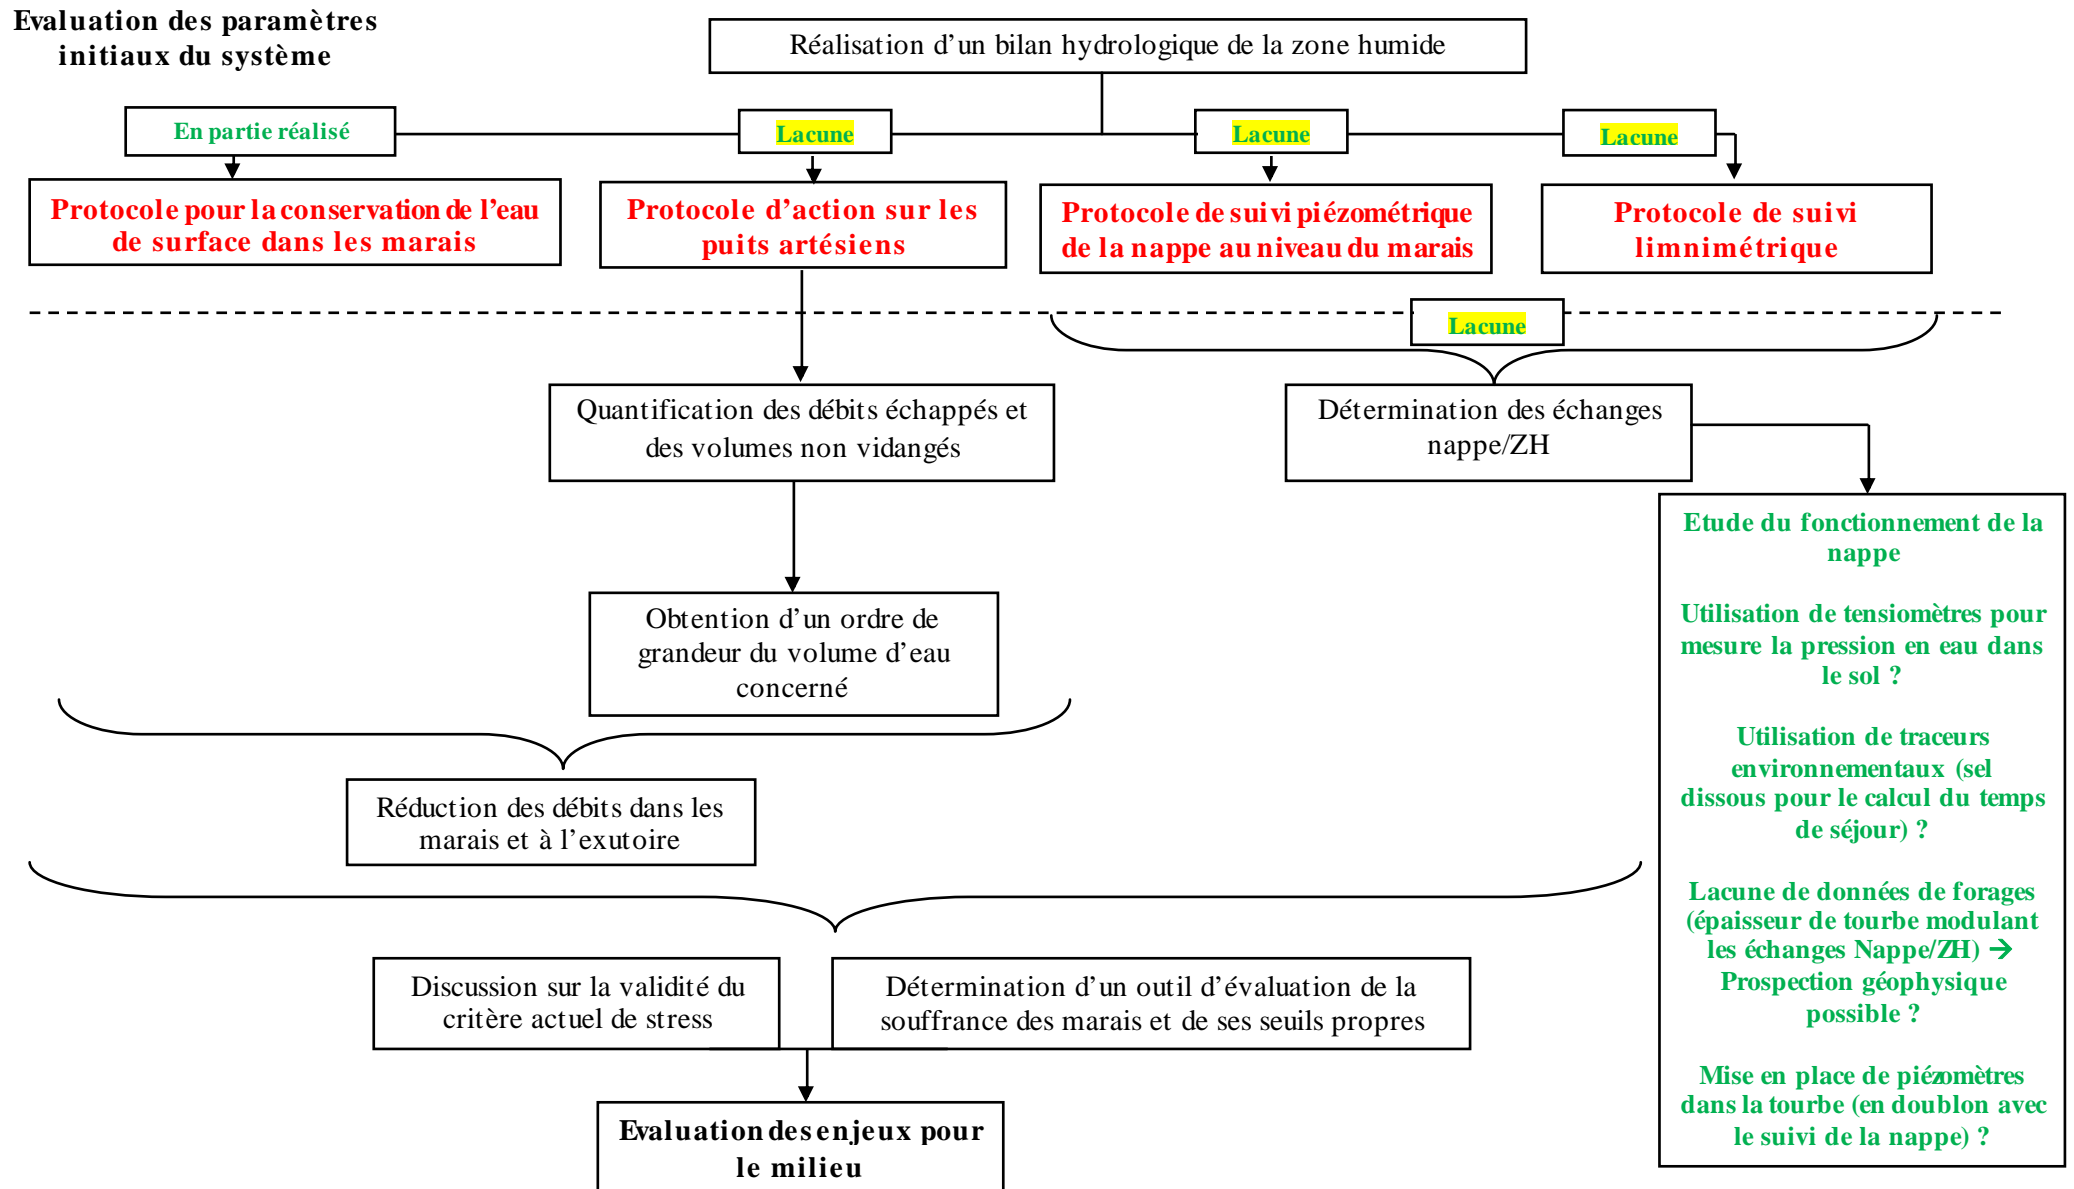 Evaluation des paramètres
initiaux du système
Réalisation d’un bilan hydrologique de la zone humide
En partie réalisé
Lacune
Lacune
Lacune
Protocole pour la conservation de l’eau
de surface dans les marais
Protocole d’action sur les
puits artésiens
Protocole de suivi piézométrique
de la nappe au niveau du marais
Protocole de suivi
limnimétrique
Lacune
Quantification des débits échappés et
des volumes non vidangés
Détermination des échanges
nappe/ZH
Obtention d’un ordre de
grandeur du volume d’eau
concerné
Réduction des débits dans les
marais et à l’exutoire
Etude du fonctionnement de la
nappe
Utilisation de tensiomètres pour
mesure la pression en eau dans
le sol ?
Utilisation de traceurs
environnementaux (sel
dissous pour le calcul du temps
de séjour) ?
Lacune de données de forages
(épaisseur de tourbe modulant
les échanges Nappe/ZH) →
Prospection géophysique
possible ?
Mise en place de piézomètres
dans la tourbe (en doublon avec
le suivi de la nappe) ?
Discussion sur la validité du
critère actuel de stress
Détermination d’un outil d’évaluation de la
souffrance des marais et de ses seuils propres
Evaluation des enjeux pour
le milieu